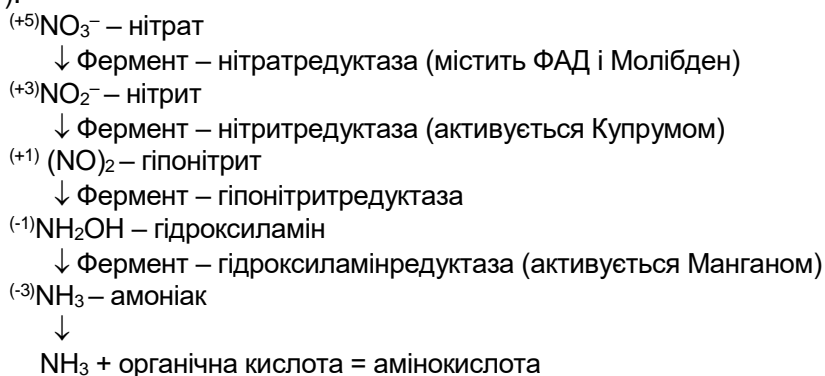 ).
(+5)NO₃⁻ – нітрат
↓ Фермент – нітратредуктаза (містить ФАД і Молібден)
(+3)NO₂⁻ – нітрит
↓ Фермент – нітритредуктаза (активується Купрумом)
(+1) (NO)₂ – гіпонітрит
↓ Фермент – гіпонітритредуктаза
(-1)NH₂OH – гідроксиламін
↓ Фермент – гідроксиламінредуктаза (активується Манганом)
(-3)NH₃ – амоніак
↓
NH₃ + органічна кислота = амінокислота